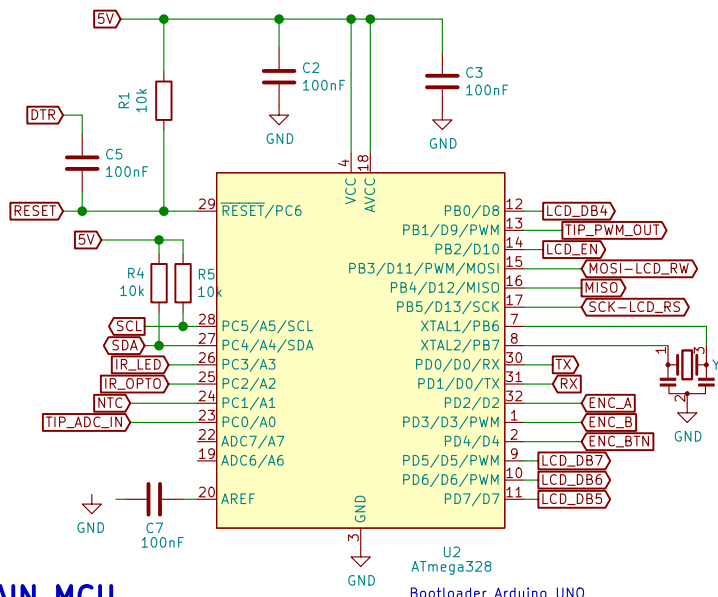 5V
C2
100nF
C3
100nF
R1
10k
GND
GND
DTR
C5
100nF
4
18
VCC
AVCC
RESET
29
RESET/PC6
PB0/D8
12
LCD_DB4
PB1/D9/PWM
13
TIP_PWM_OUT
5V
PB2/D10
14
LCD_EN
R4
10k
R5
10k
PB3/D11/PWM/MOSI
15
MOSI-LCD_RW
PB4/D12/MISO
16
MISO
PB5/D13/SCK
17
SCK-LCD_RS
SCL
28
PC5/A5/SCL
XTAL1/PB6
7
SDA
27
PC4/A4/SDA
XTAL2/PB7
8
1
3
Y
2
GND
IR_LED
26
PC3/A3
PD0/D0/RX
30
TX
IR_OPTO
25
PC2/A2
PD1/D0/TX
31
RX
NTC
24
PC1/A1
PD2/D2
32
ENC_A
TIP_ADC_IN
23
PC0/A0
PD3/D3/PWM
1
ENC_B
22
ADC7/A7
PD4/D4
2
ENC_BTN
19
ADC6/A6
PD5/D5/PWM
9
LCD_DB7
PD6/D6/PWM
10
LCD_DB6
20
AREF
PD7/D7
11
LCD_DB5
GND
C7
100nF
GND
3
GND
U2
ATmega328
AIN MCU
Bootloader Arduino UNO